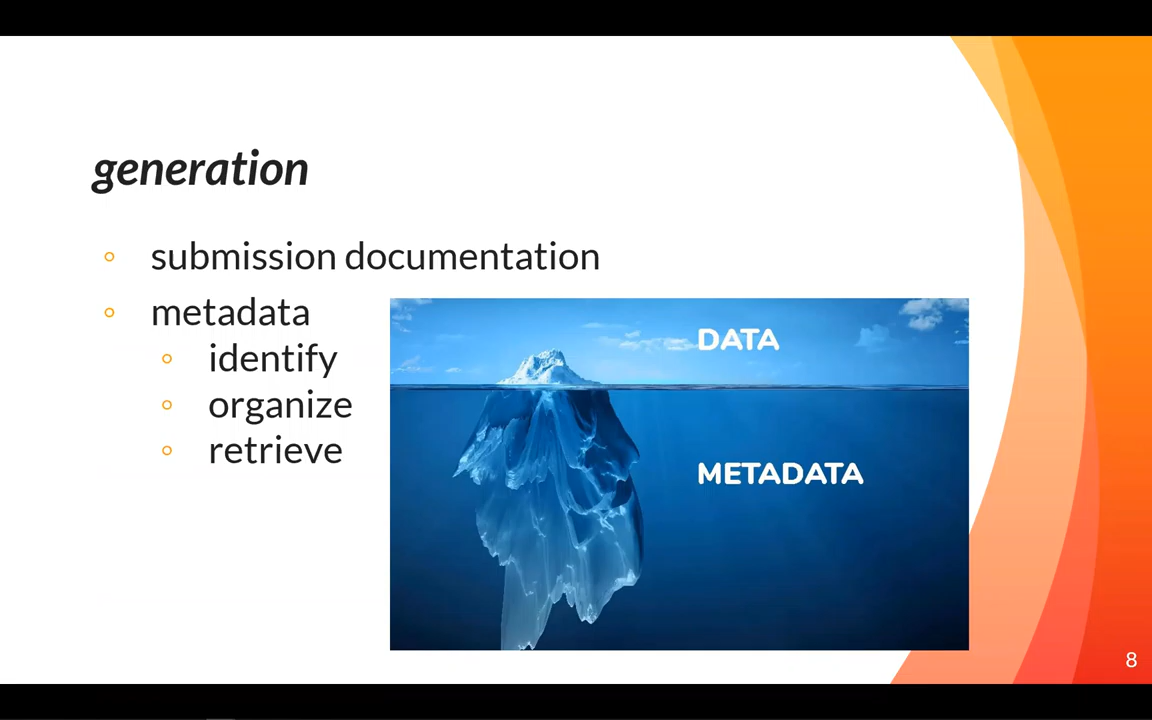 generation
submission documentation
metadata
identify
organize
retrieve
DATA
METADATA
8